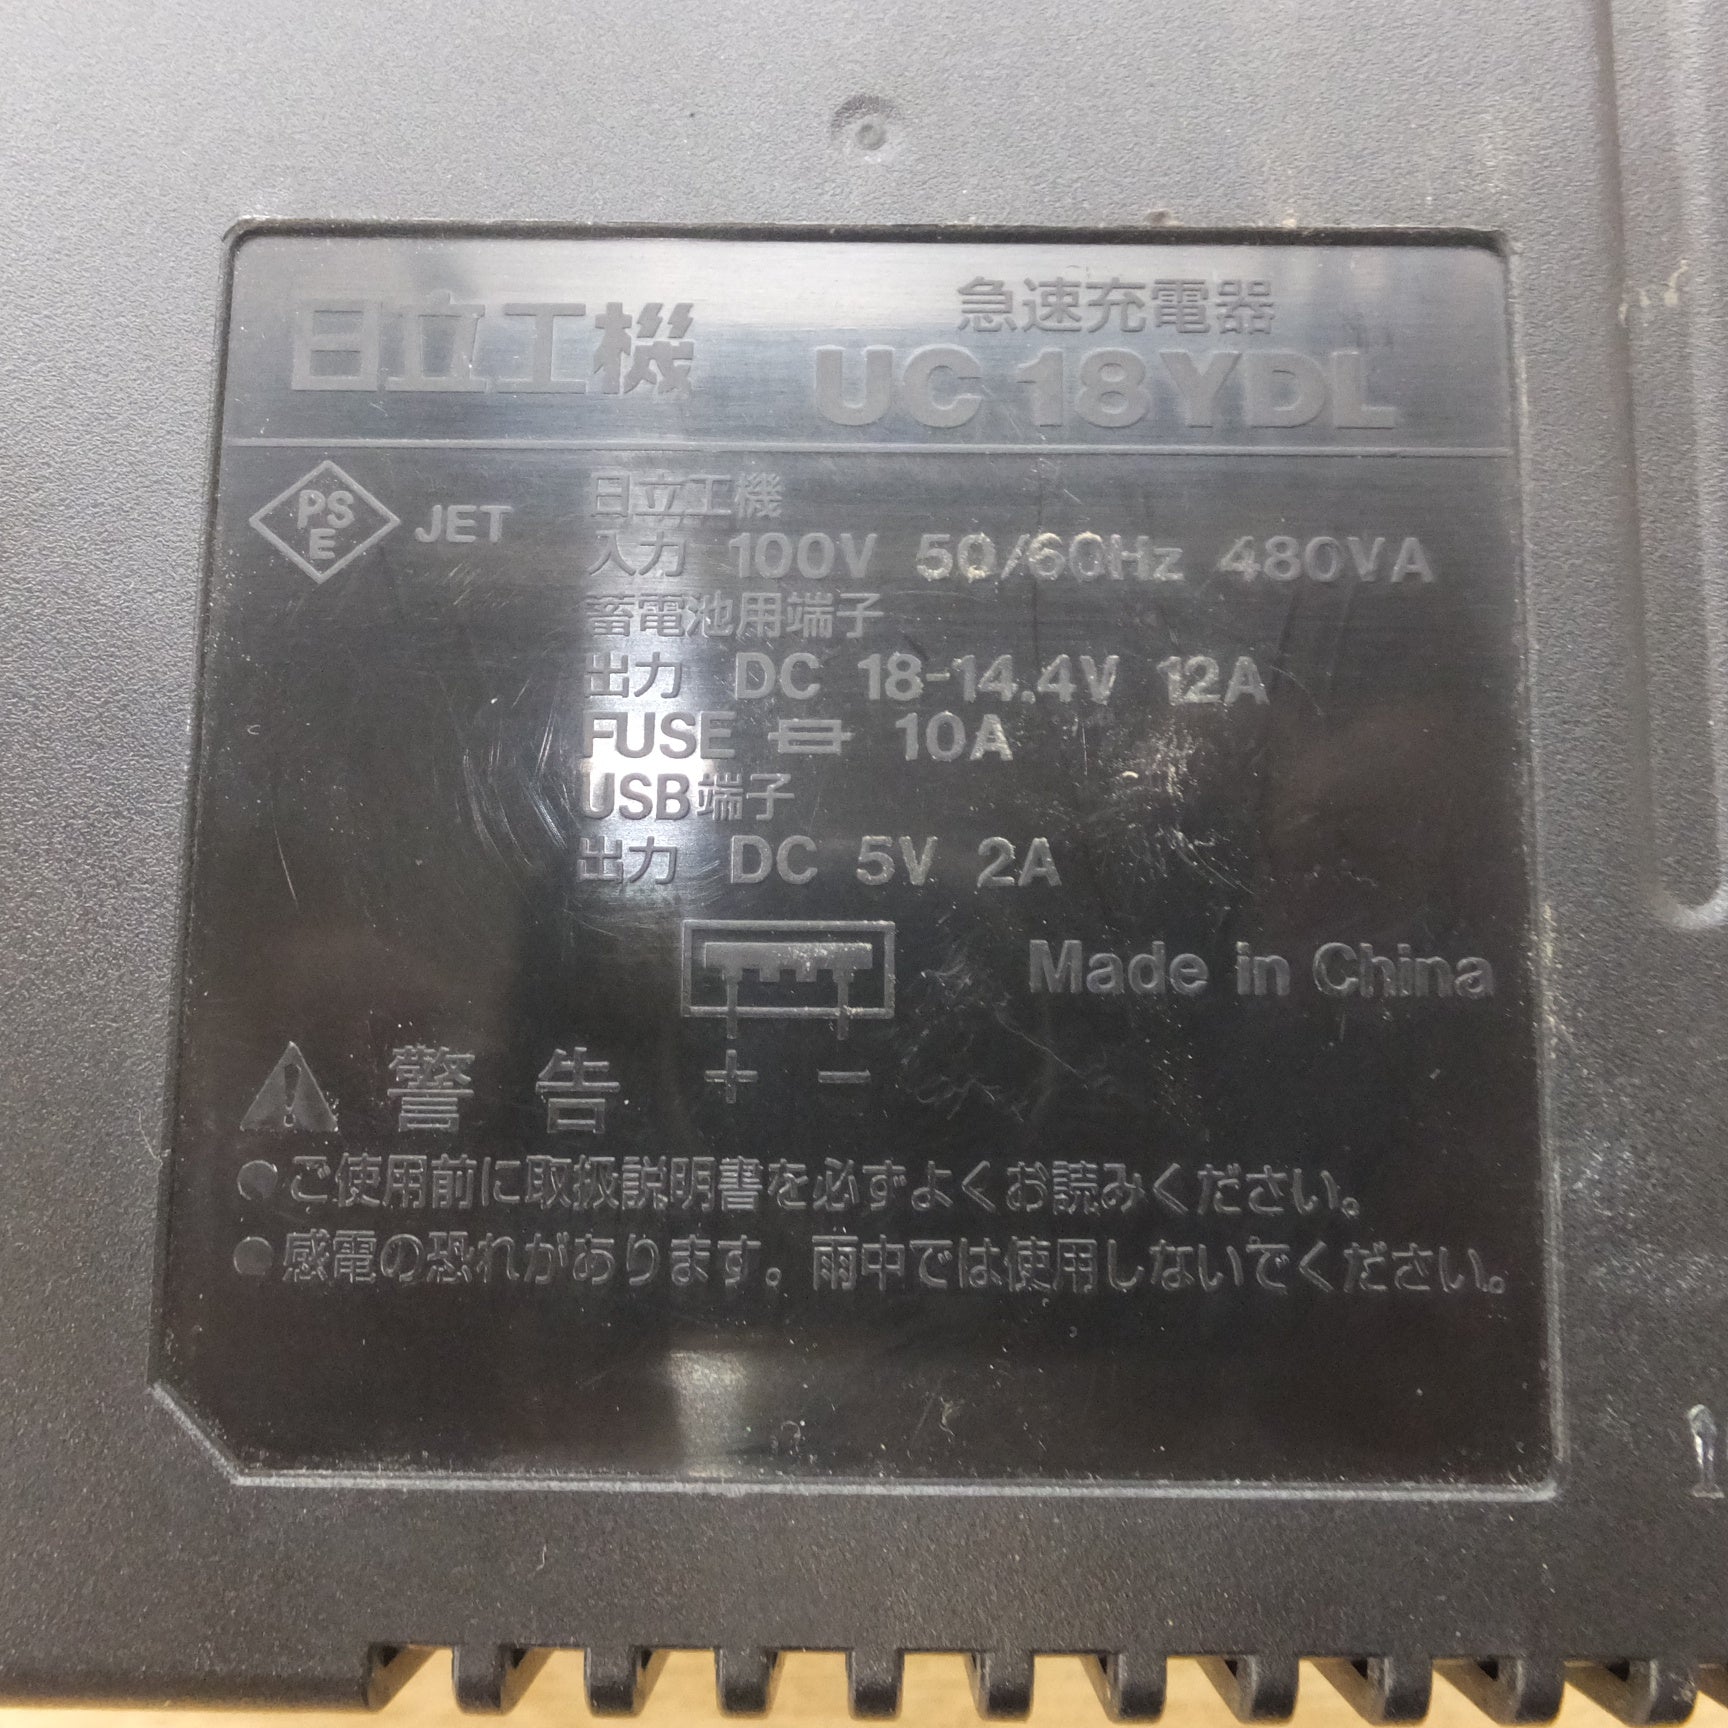 日立工機
急速充電器
UC 18YDL
PS
E
JET
日立工機
入力 100V 50/60Hz 480VA
蓄電池用端子
出力 DC 18-14.4V 12A
FUSE 10A
USB端子
出力 DC 5V 2A
Made in China
+ −
警告
●ご使用前に取扱説明書を必ずよくお読みください。
●感電の恐れがあります。雨中では使用しないでください。
1